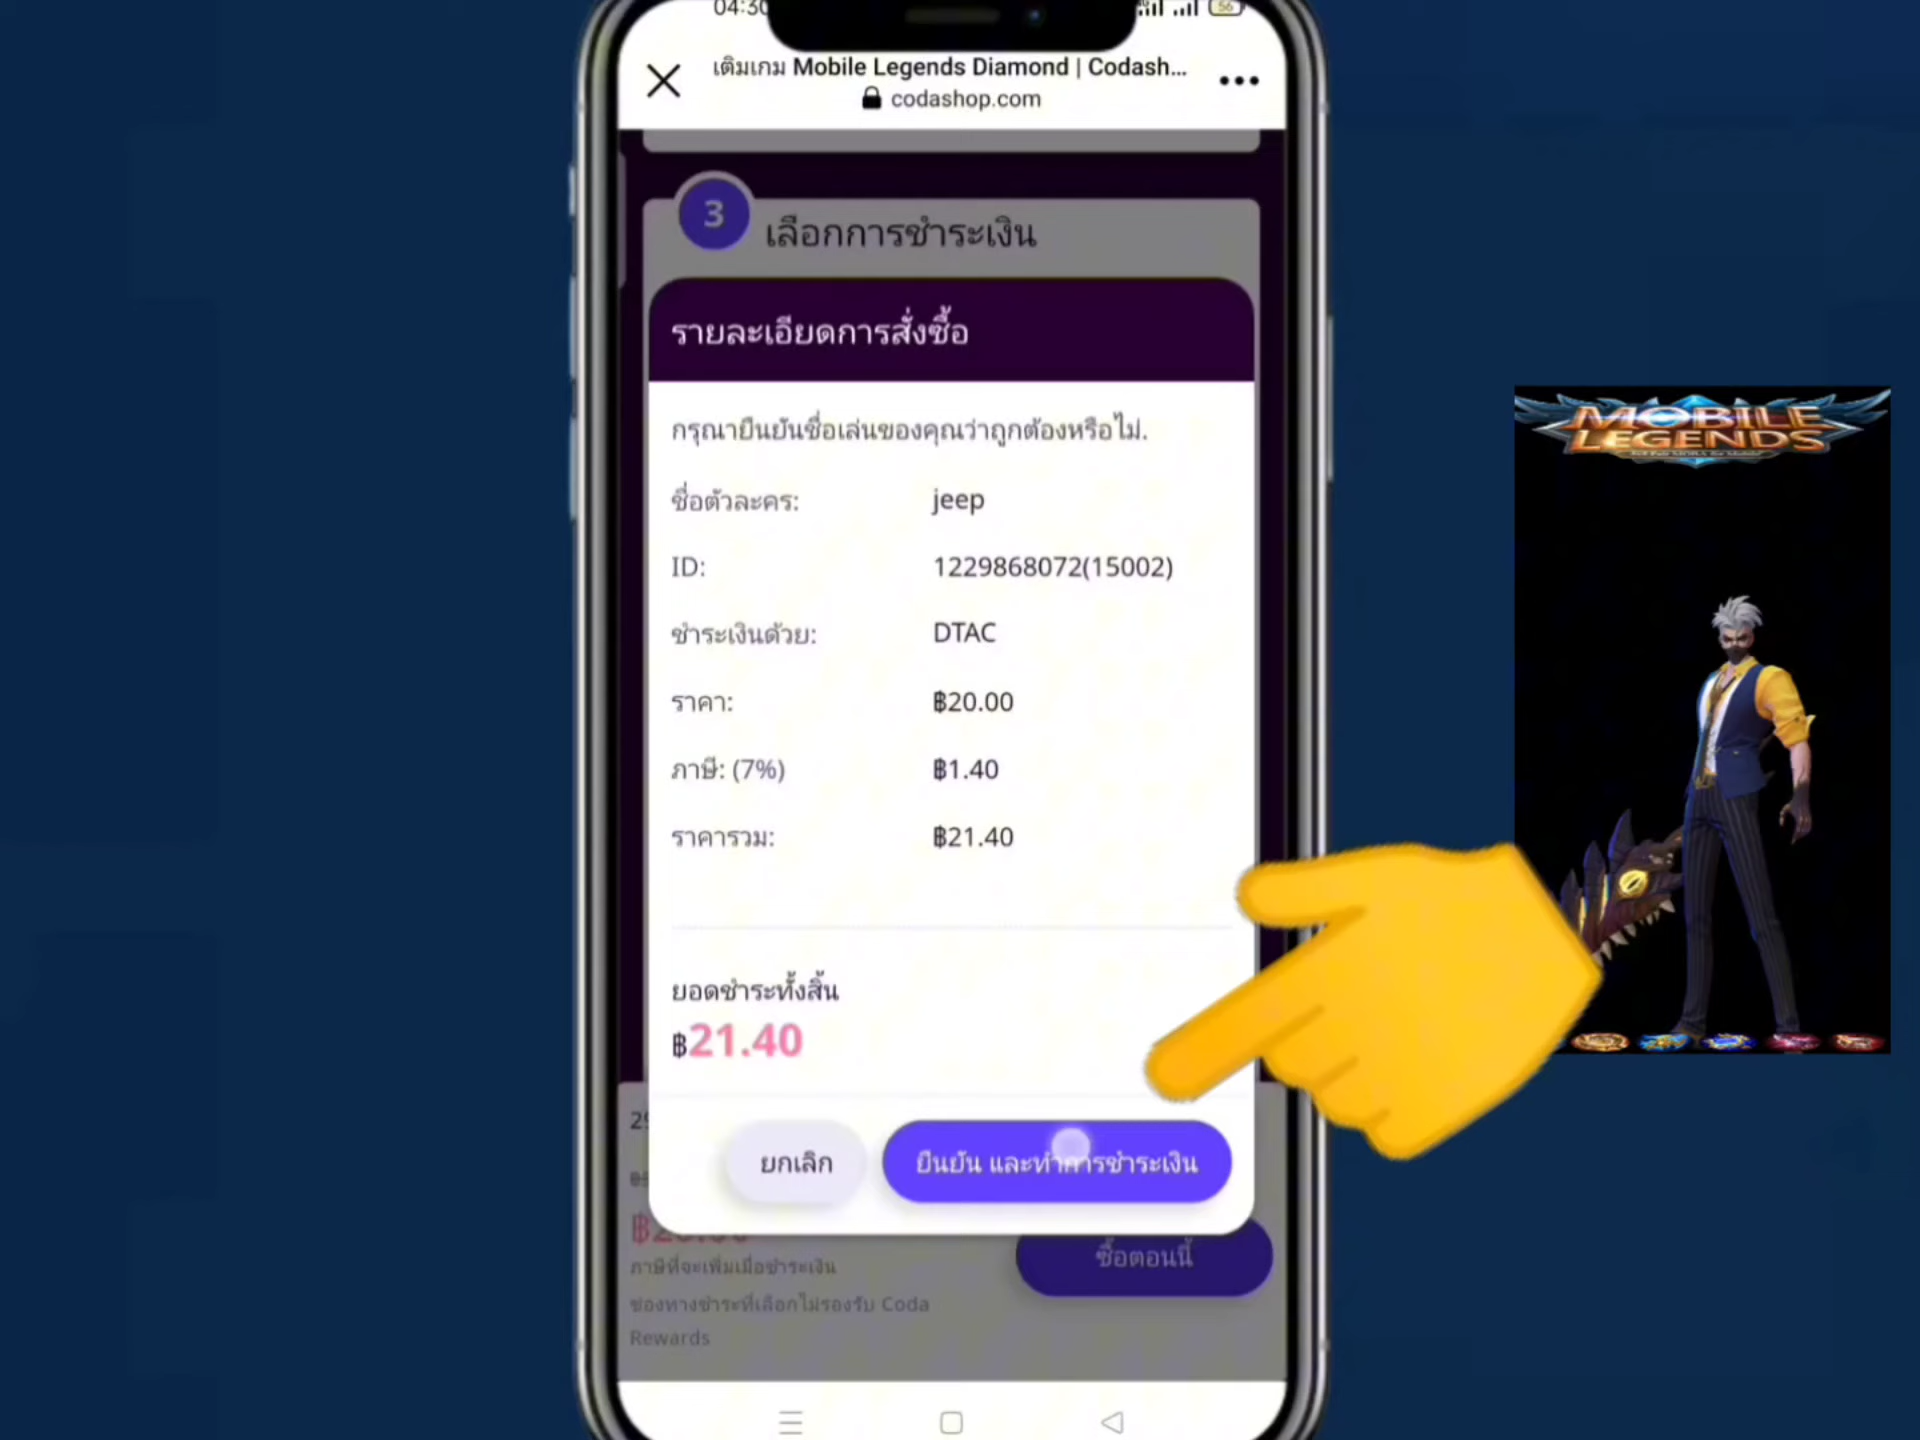 04:30
56
เติมเกม Mobile Legends Diamond | Codash...
codashop.com
3
เลือกการชำระเงิน
รายละเอียดการสั่งซื้อ
กรุณายืนยันชื่อเล่นของคุณว่าถูกต้องหรือไม่.
ชื่อตัวละคร: jeep
ID: 1229868072(15002)
ชำระเงินด้วย: DTAC
ราคา: ฿20.00
ภาษี: (7%) ฿1.40
ราคารวม: ฿21.40
ยอดชำระทั้งสิ้น
฿21.40
ยกเลิก ยืนยัน และทำการชำระเงิน
ซื้อตอนนี้
ภาษีที่จะเพิ่มเมื่อชำระเงิน
ช่องทางชำระที่เลือกไม่รองรับ Coda
Rewards
MOBILE
LEGENDS